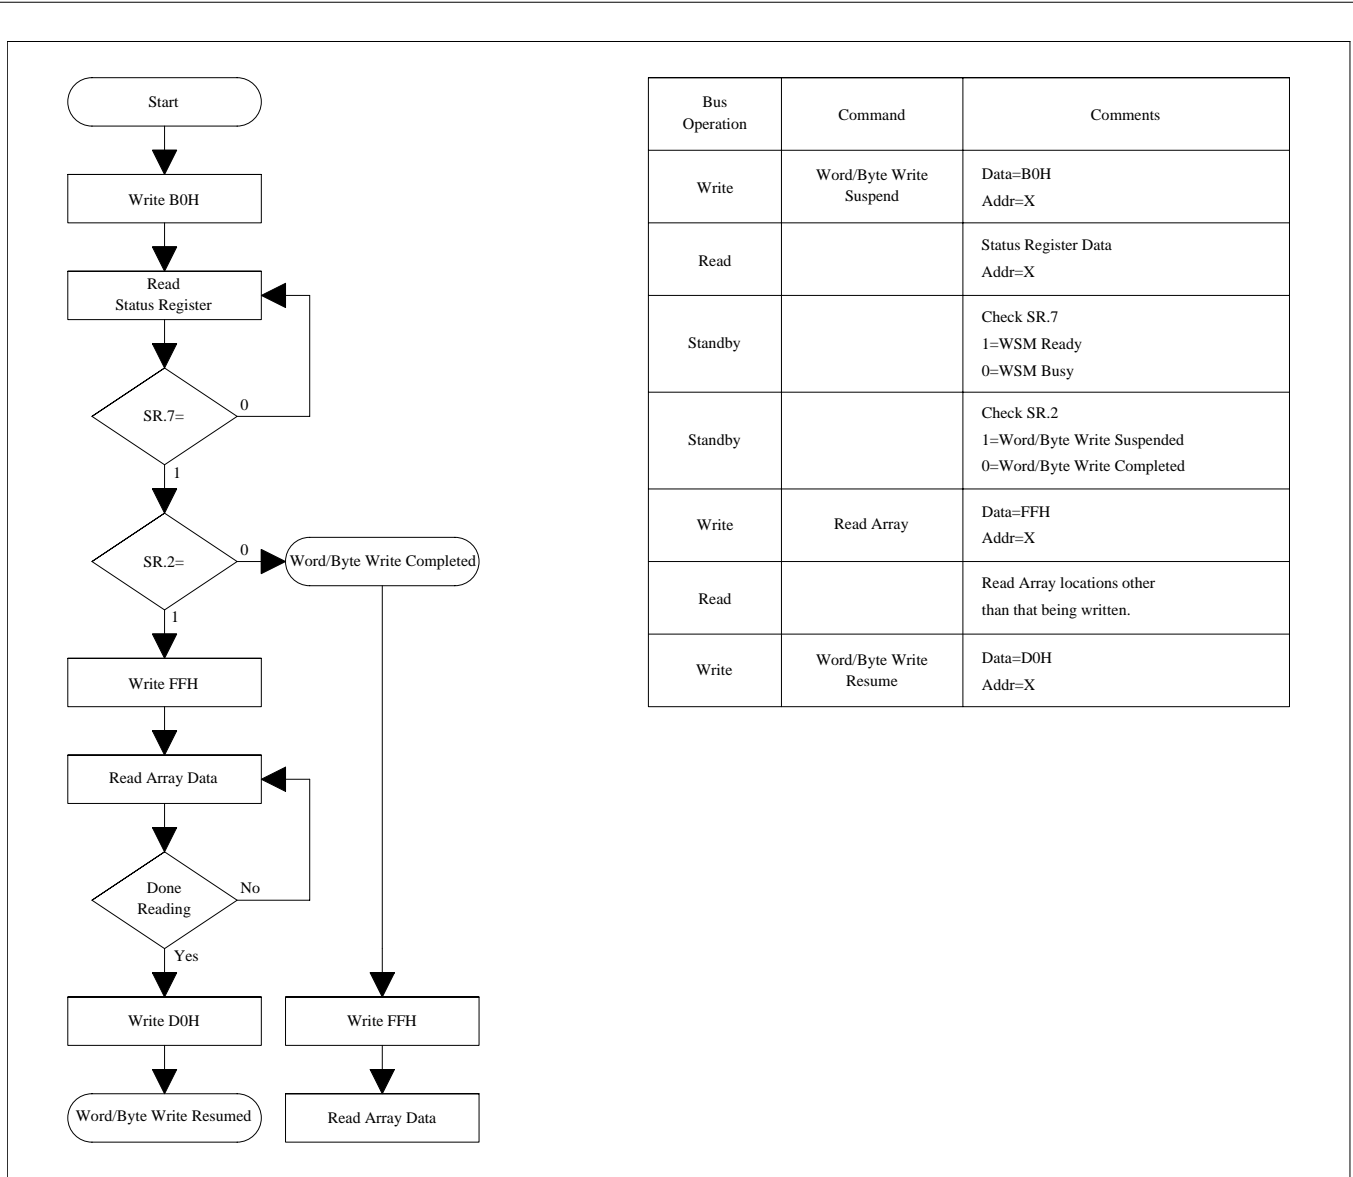 Start
Write B0H
Read
Status Register
SR.7=
0
1
SR.2=
0
Word/Byte Write Completed
1
Write FFH
Read Array Data
Done
Reading
No
Yes
Write D0H
Write FFH
Word/Byte Write Resumed
Read Array Data
Bus
Operation
Command
Comments
Write
Word/Byte Write
Suspend
Data=B0H
Addr=X
Read
Status Register Data
Addr=X
Standby
Check SR.7
1=WSM Ready
0=WSM Busy
Standby
Check SR.2
1=Word/Byte Write Suspended
0=Word/Byte Write Completed
Write
Read Array
Data=FFH
Addr=X
Read
Read Array locations other
than that being written.
Write
Word/Byte Write
Resume
Data=D0H
Addr=X